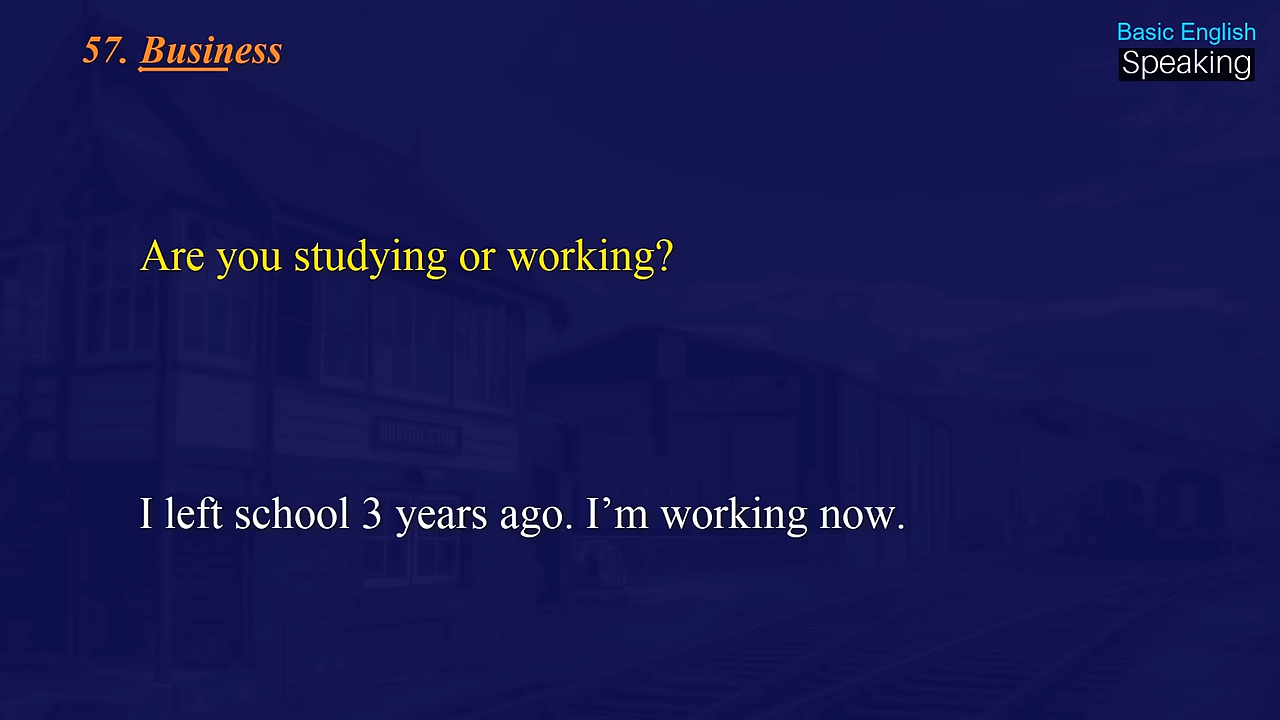 57. Business
Basic English
Speaking
Are you studying or working?
I left school 3 years ago. I’m working now.